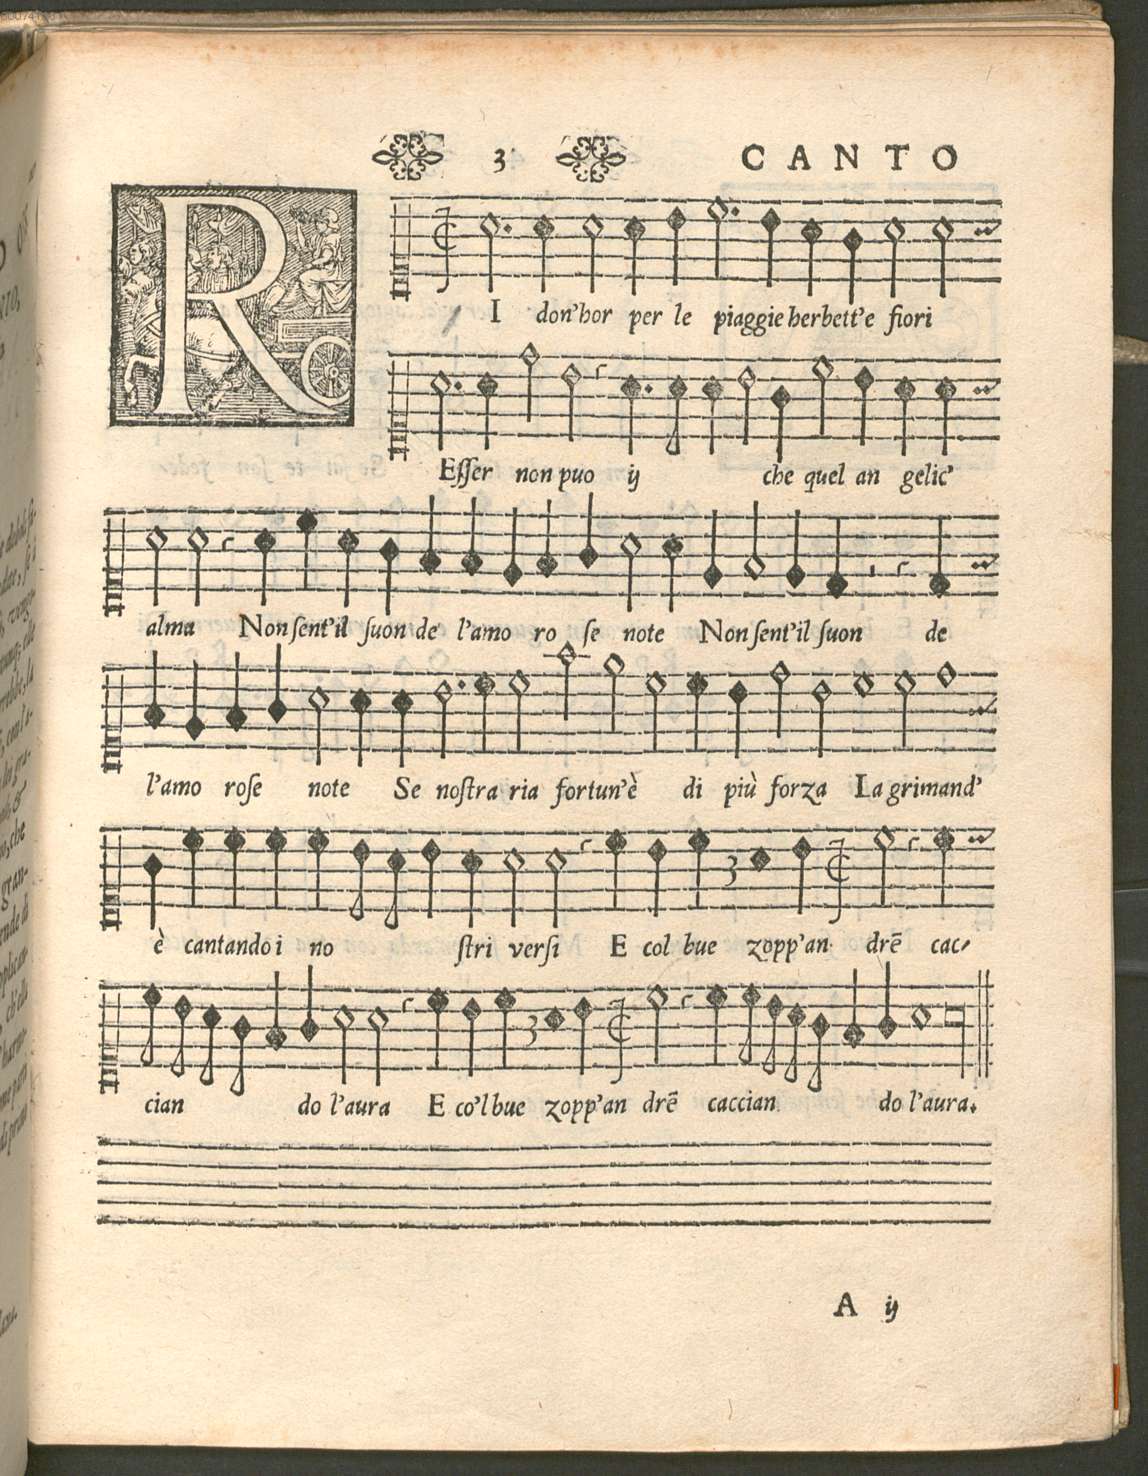 3 CANTO
RI don'hor per le piaggie herbett'e fiori
Esser non puo ij che quel an gelic'
alma Non sent'il suon de l'amo ro se note Non sent'il suon de
l'amo rose note Se nostra ria fortun'è di più forza La grimand'
è cantando i no stri versi E col bue zopp'an drē cac-
cian do l'aura E co'l bue zopp'an drē caccian do l'aura.
A ij